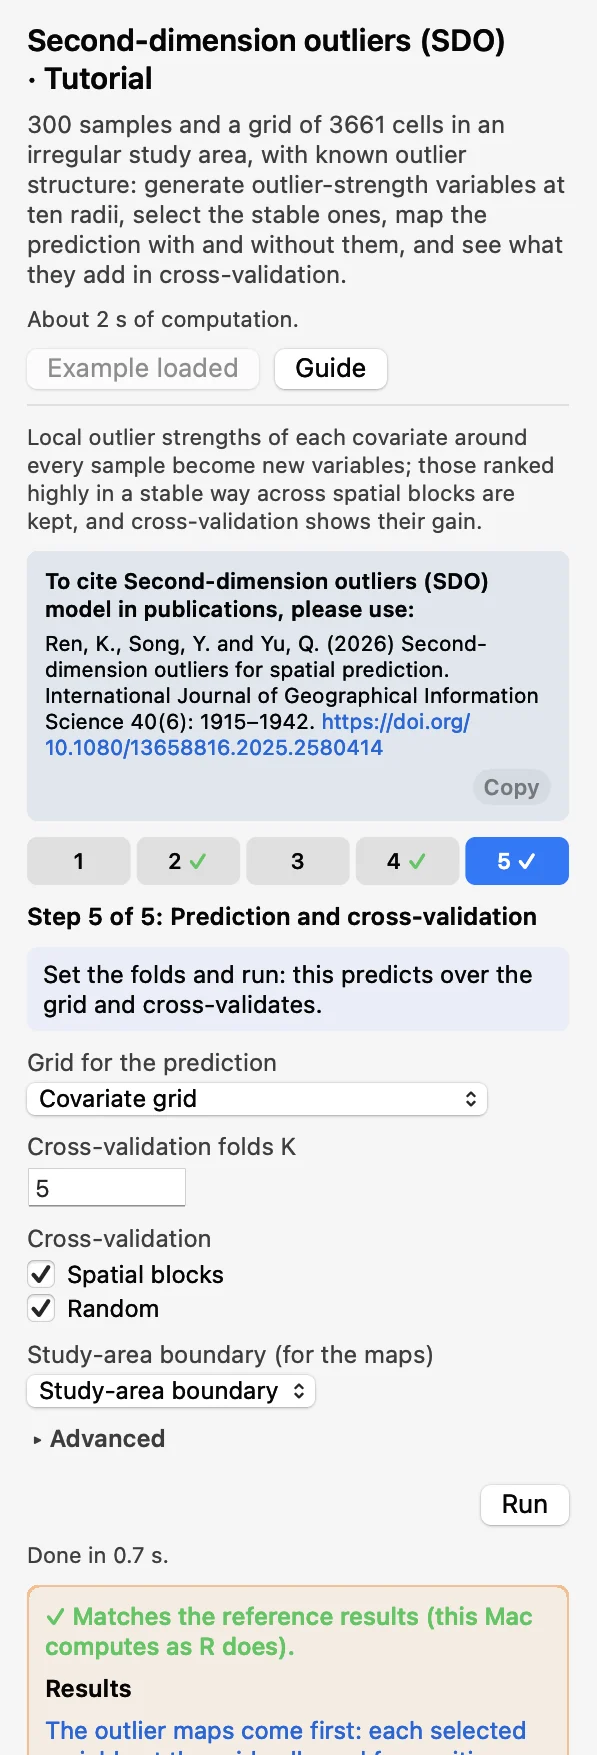 Second-dimension outliers (SDO)
· Tutorial
300 samples and a grid of 3661 cells in an
irregular study area, with known outlier
structure: generate outlier-strength variables at
ten radii, select the stable ones, map the
prediction with and without them, and see what
they add in cross-validation.
About 2 s of computation.
Example loaded Guide
Local outlier strengths of each covariate around
every sample become new variables; those ranked
highly in a stable way across spatial blocks are
kept, and cross-validation shows their gain.
To cite Second-dimension outliers (SDO)
model in publications, please use:
Ren, K., Song, Y. and Yu, Q. (2026) Second-
dimension outliers for spatial prediction.
International Journal of Geographical Information
Science 40(6): 1915–1942. https://doi.org/
10.1080/13658816.2025.2580414
Copy
1 2 ✓ 3 4 ✓ 5 ✓
Step 5 of 5: Prediction and cross-validation
Set the folds and run: this predicts over the
grid and cross-validates.
Grid for the prediction
Covariate grid
Cross-validation folds K
5
Cross-validation
Spatial blocks
Random
Study-area boundary (for the maps)
Study-area boundary
▸ Advanced
Run
Done in 0.7 s.
✓ Matches the reference results (this Mac
computes as R does).
Results
The outlier maps come first: each selected